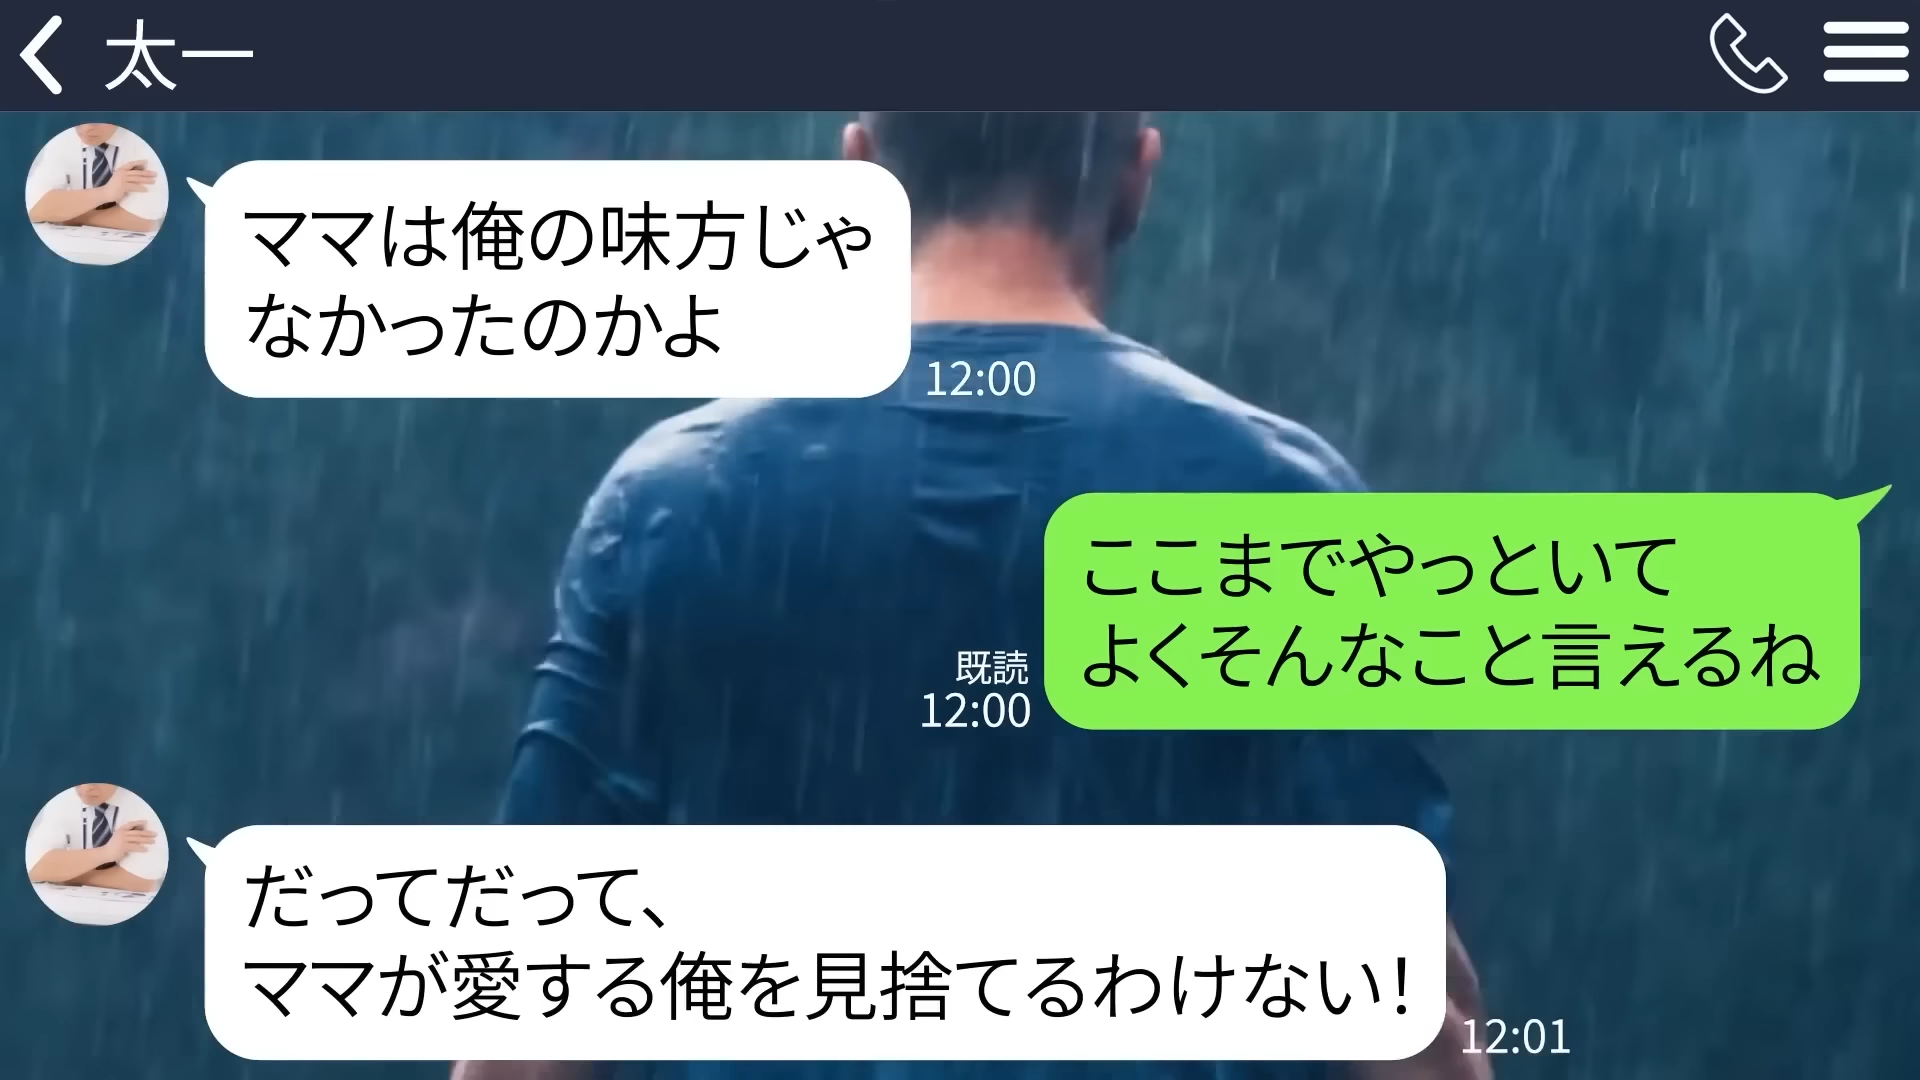 太一
ママは俺の味方じゃ
なかったのかよ
12:00
ここまでやっといて
よくそんなこと言えるね
既読
12:00
だってだって、
ママが愛する俺を見捨てるわけない！
12:01